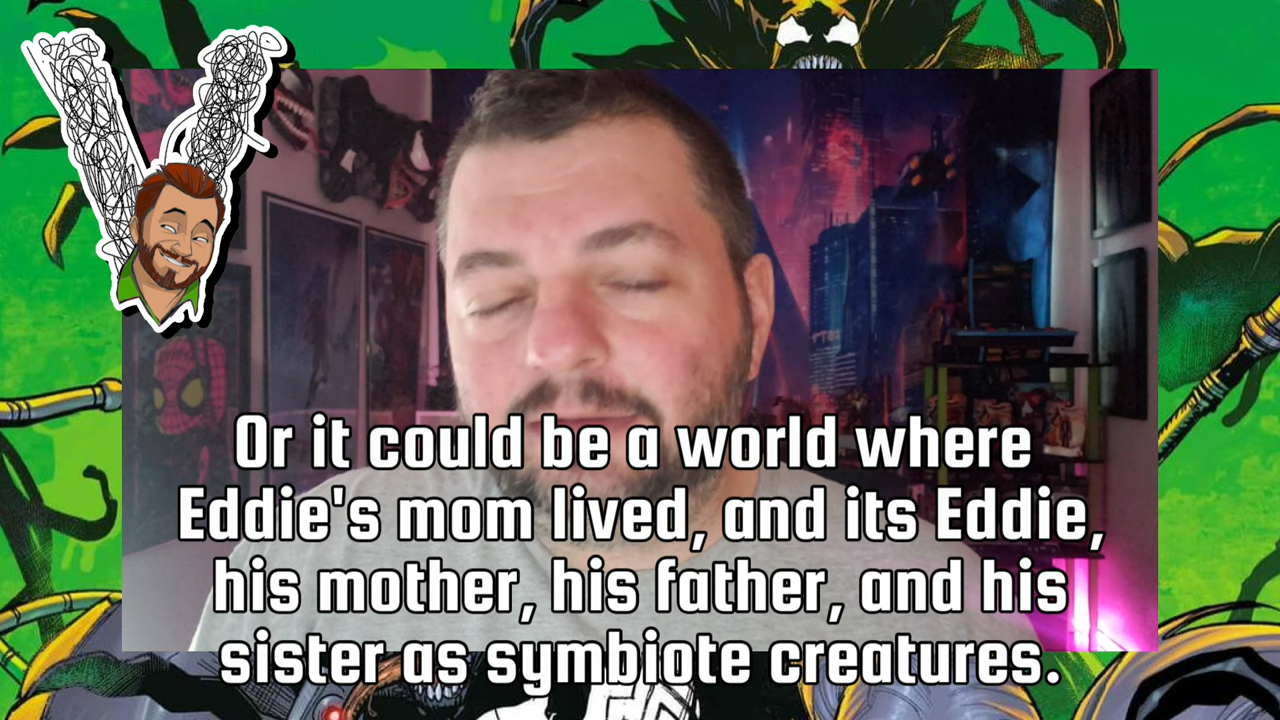 Or it could be a world where
Eddie's mom lived, and its Eddie,
his mother, his father, and his
sister as symbiote creatures.